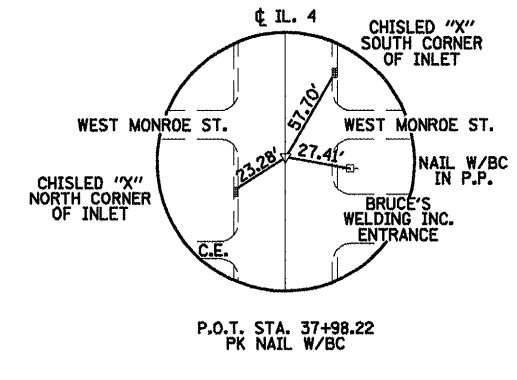 ℄ IL. 4
CHISLED "X"
SOUTH CORNER
OF INLET
57.70'
WEST MONROE ST.
WEST MONROE ST.
23.28'
27.41'
NAIL W/BC
IN P.P.
CHISLED "X"
NORTH CORNER
OF INLET
BRUCE'S
WELDING INC.
ENTRANCE
C.E.
P.O.T. STA. 37+98.22
PK NAIL W/BC